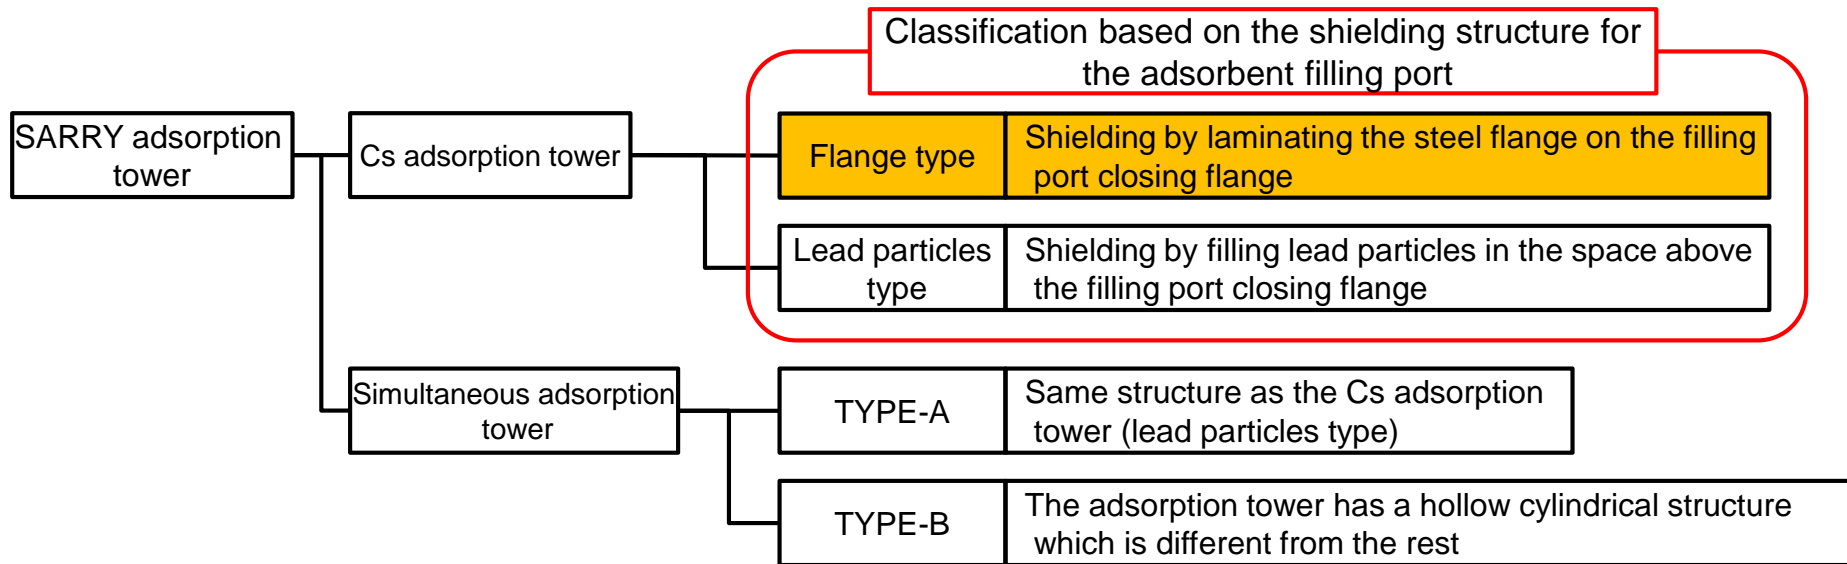 Classification based on the shielding structure for
the adsorbent filling port
SARRY adsorption
tower
Cs adsorption tower
Flange type
Shielding by laminating the steel flange on the filling
port closing flange
Lead particles
type
Shielding by filling lead particles in the space above
the filling port closing flange
Simultaneous adsorption
tower
TYPE-A
Same structure as the Cs adsorption
tower (lead particles type)
TYPE-B
The adsorption tower has a hollow cylindrical structure
which is different from the rest